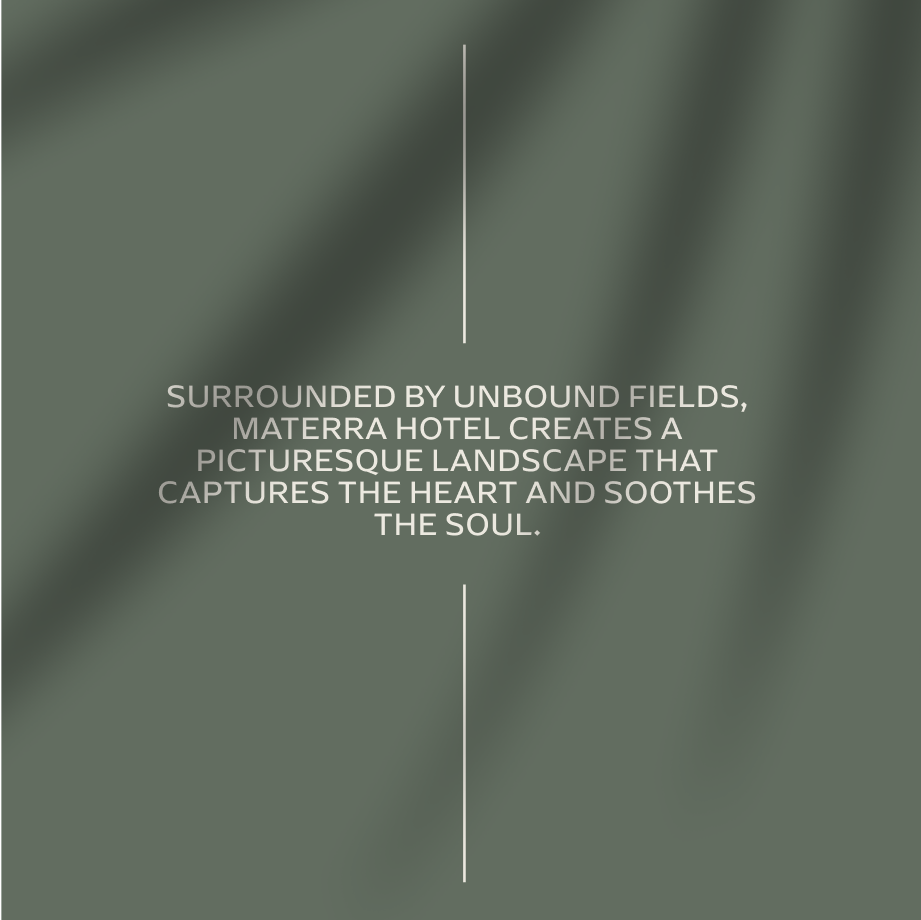 SURROUNDED BY UNBOUND FIELDS,
MATERRA HOTEL CREATES A
PICTURESQUE LANDSCAPE THAT
CAPTURES THE HEART AND SOOTHES
THE SOUL.